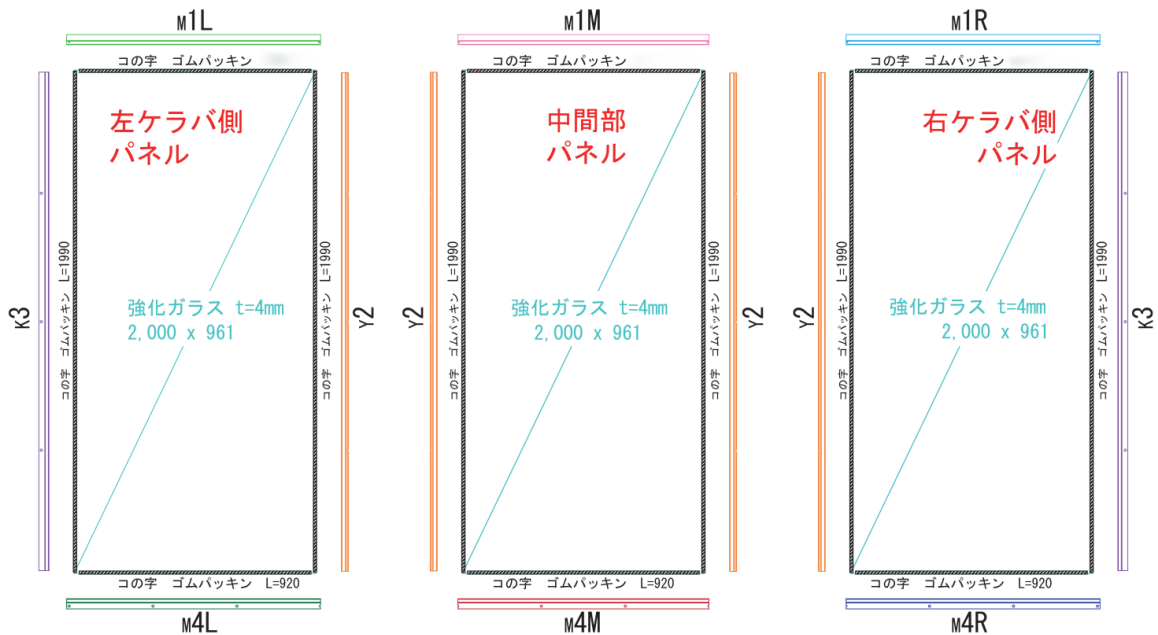 M1L
M1M
M1R
コの字 ゴムパッキン
コの字 ゴムパッキン
コの字 ゴムパッキン
左ケラバ側
パネル
中間部
パネル
右ケラバ側
パネル
K3
コの字 ゴムパッキン L=1990
強化ガラス t=4mm
2,000 x 961
コの字 ゴムパッキン L=1990
Y2
Y2
コの字 ゴムパッキン L=1990
強化ガラス t=4mm
2,000 x 961
コの字 ゴムパッキン L=1990
Y2
Y2
コの字 ゴムパッキン L=1990
強化ガラス t=4mm
2,000 x 961
コの字 ゴムパッキン L=1990
K3
コの字 ゴムパッキン L=920
コの字 ゴムパッキン L=920
コの字 ゴムパッキン L=920
M4L
M4M
M4R